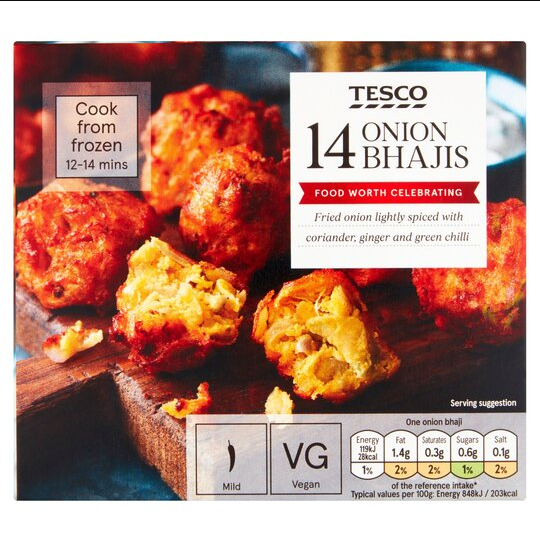 Cook
from
frozen
12-14 mins
TESCO
14 ONION
BHAJIS
FOOD WORTH CELEBRATING
Fried onion lightly spiced with
coriander, ginger and green chilli
Serving suggestion
Mild
VG
Vegan
One onion bhaji
Energy Fat Saturates Sugars Salt
119kJ
28kcal 1.4g 0.3g 0.6g 0.1g
1% 2% 2% 1% 2%
of the reference intake*
Typical values per 100g: Energy 848kJ / 203kcal